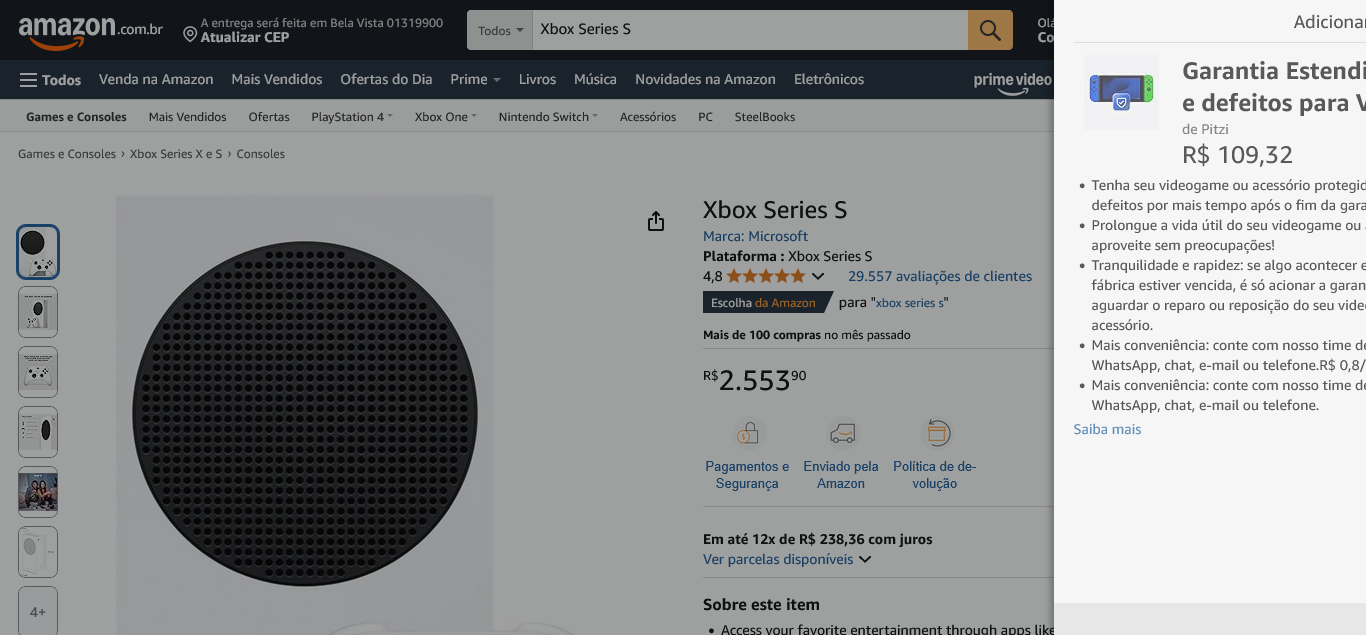 amazon.com.br
A entrega será feita em Bela Vista 01319900
Atualizar CEP
Todos
Xbox Series S
Olá
Co
Todos
Venda na Amazon
Mais Vendidos
Ofertas do Dia
Prime
Livros
Música
Novidades na Amazon
Eletrônicos
prime video
Games e Consoles
Mais Vendidos
Ofertas
PlayStation 4
Xbox One
Nintendo Switch
Acessórios
PC
SteelBooks
Games e Consoles › Xbox Series X e S › Consoles
4+
Xbox Series S
Marca: Microsoft
Plataforma : Xbox Series S
4,8
29.557 avaliações de clientes
Escolha da Amazon para "xbox series s"
Mais de 100 compras no mês passado
R$2.55390
Pagamentos e
Segurança
Enviado pela
Amazon
Política de de-
volução
Em até 12x de R$ 238,36 com juros
Ver parcelas disponíveis
Sobre este item
• Access your favorite entertainment through apps like
Adicionar
Garantia Estendi
e defeitos para V
de Pitzi
R$ 109,32
• Tenha seu videogame ou acessório protegid
defeitos por mais tempo após o fim da gara
• Prolongue a vida útil do seu videogame ou a
aproveite sem preocupações!
• Tranquilidade e rapidez: se algo acontecer e
fábrica estiver vencida, é só acionar a garan
aguardar o reparo ou reposição do seu vide
acessório.
• Mais conveniência: conte com nosso time de
WhatsApp, chat, e-mail ou telefone.R$ 0,8/
• Mais conveniência: conte com nosso time de
WhatsApp, chat, e-mail ou telefone.
Saiba mais